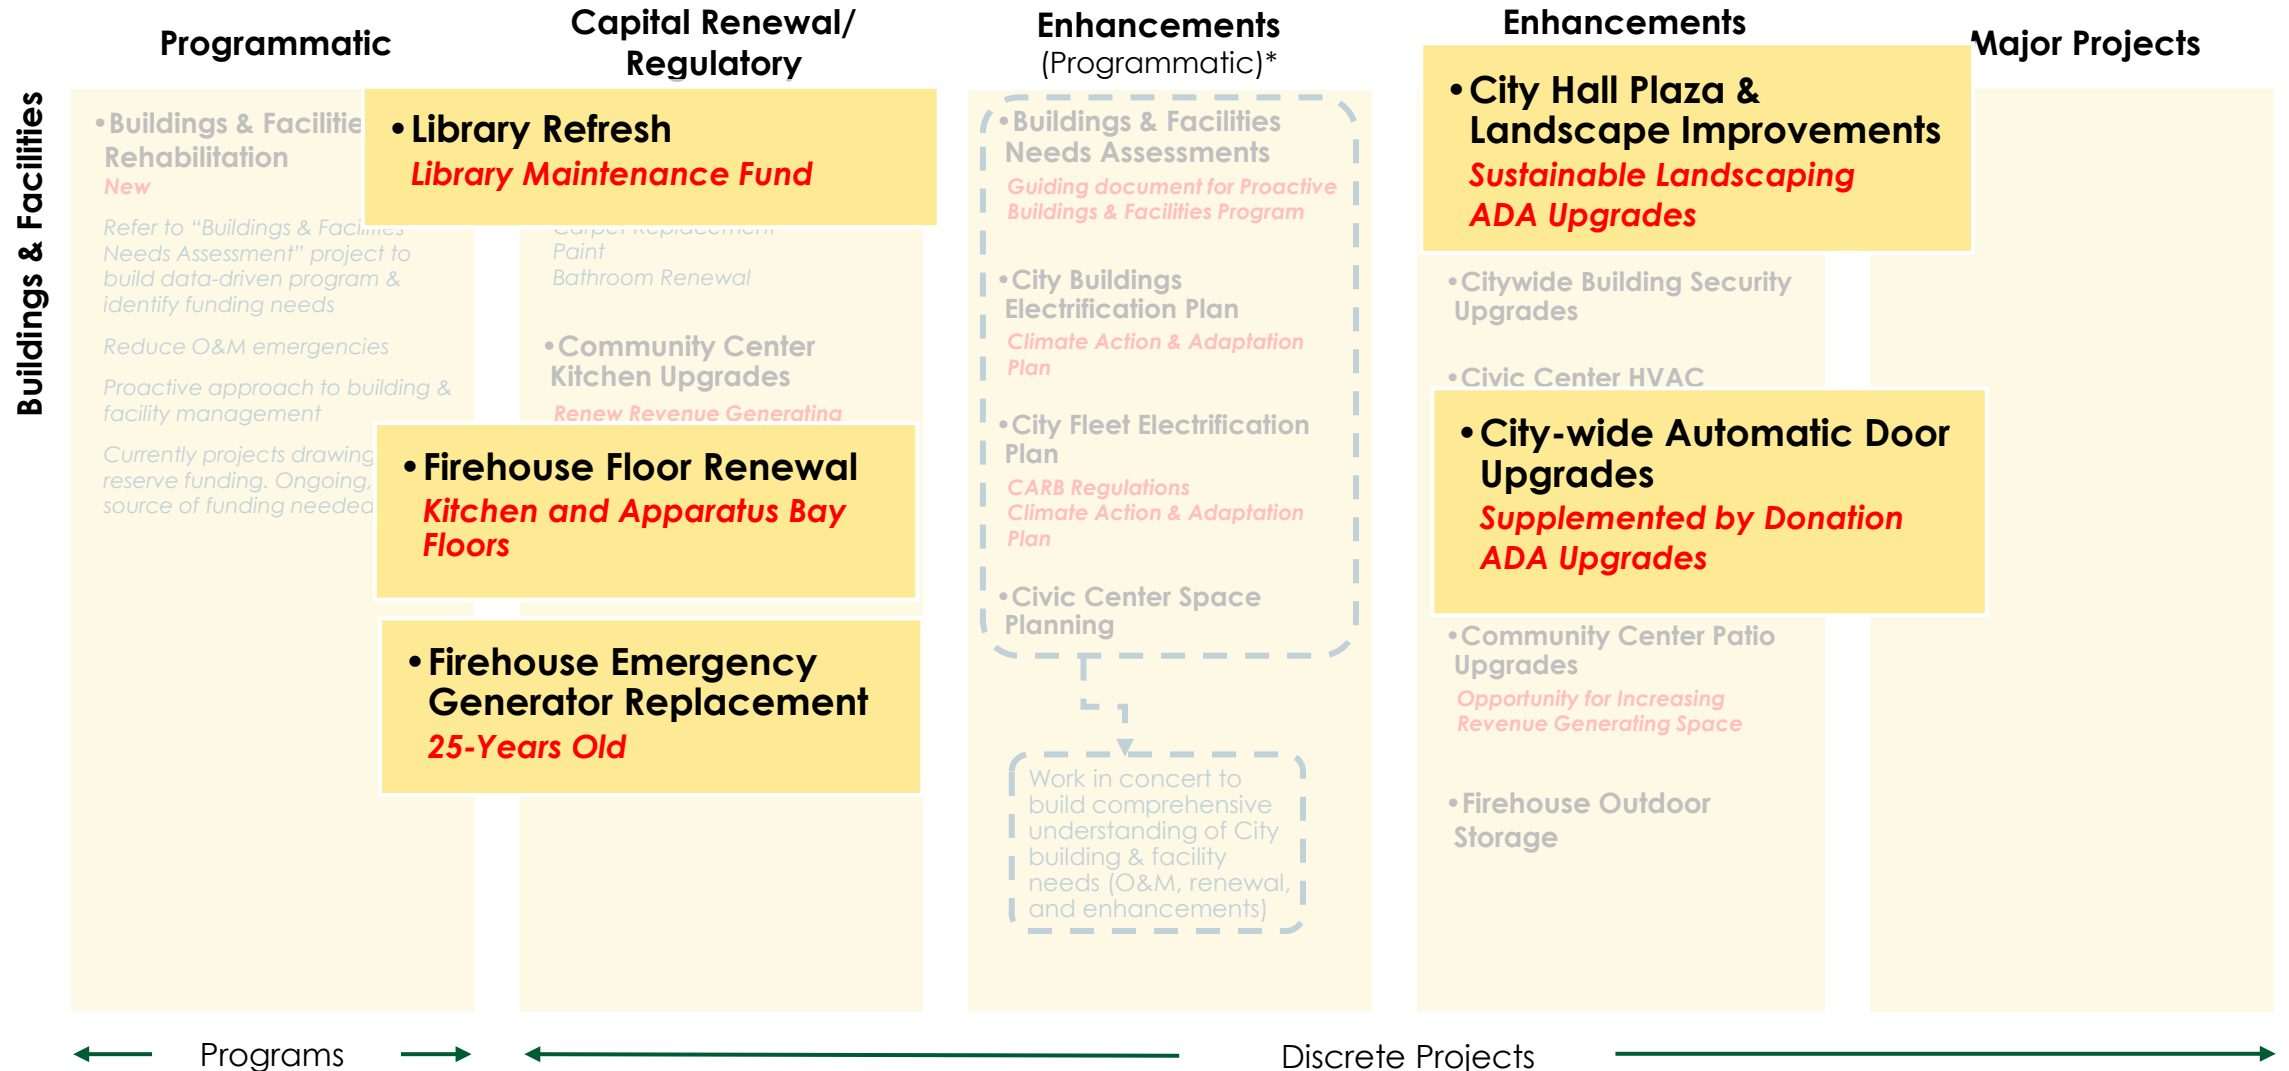 Programmatic
Capital Renewal/
Regulatory
Enhancements
(Programmatic)*
Enhancements
Major Projects
Buildings & Facilities
•Buildings & Facilitie
Rehabilitation
New
Refer to “Buildings & Facilities
Needs Assessment” project to
build data-driven program &
identify funding needs
Reduce O&M emergencies
Proactive approach to building &
facility management
Currently projects drawing
reserve funding. Ongoing,
source of funding needed
•Library Refresh
Library Maintenance Fund
Carpet Replacement
Paint
Bathroom Renewal
•Community Center
Kitchen Upgrades
Renew Revenue Generating
•Firehouse Floor Renewal
Kitchen and Apparatus Bay
Floors
•Firehouse Emergency
Generator Replacement
25-Years Old
•Buildings & Facilities
Needs Assessments
Guiding document for Proactive
Buildings & Facilities Program
•City Buildings
Electrification Plan
Climate Action & Adaptation
Plan
•City Fleet Electrification
Plan
CARB Regulations
Climate Action & Adaptation
Plan
•Civic Center Space
Planning
Work in concert to
build comprehensive
understanding of City
building & facility
needs (O&M, renewal,
and enhancements)
•City Hall Plaza &
Landscape Improvements
Sustainable Landscaping
ADA Upgrades
•Citywide Building Security
Upgrades
•Civic Center HVAC
•City-wide Automatic Door
Upgrades
Supplemented by Donation
ADA Upgrades
•Community Center Patio
Upgrades
Opportunity for Increasing
Revenue Generating Space
•Firehouse Outdoor
Storage
Programs
Discrete Projects